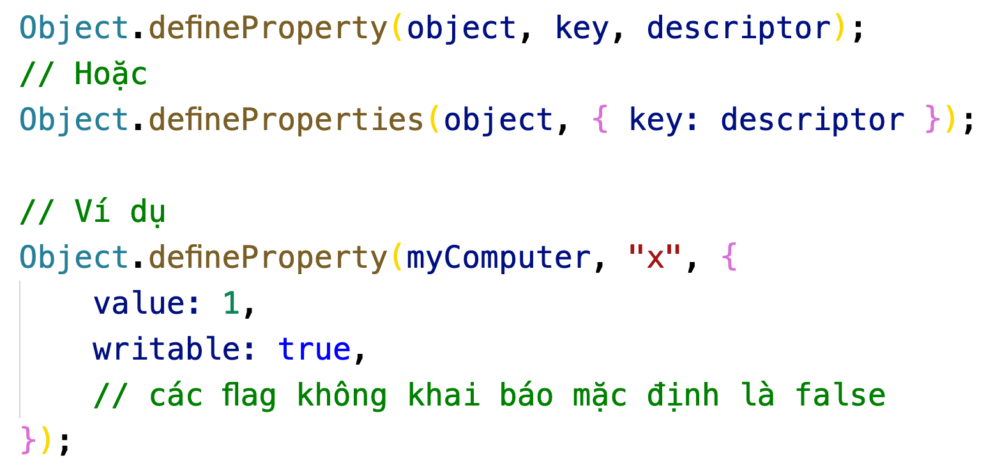 Object.defineProperty(object, key, descriptor);
// Hoặc
Object.defineProperties(object, { key: descriptor });
// Ví dụ
Object.defineProperty(myComputer, "x", {
    value: 1,
    writable: true,
    // các flag không khai báo mặc định là false
});